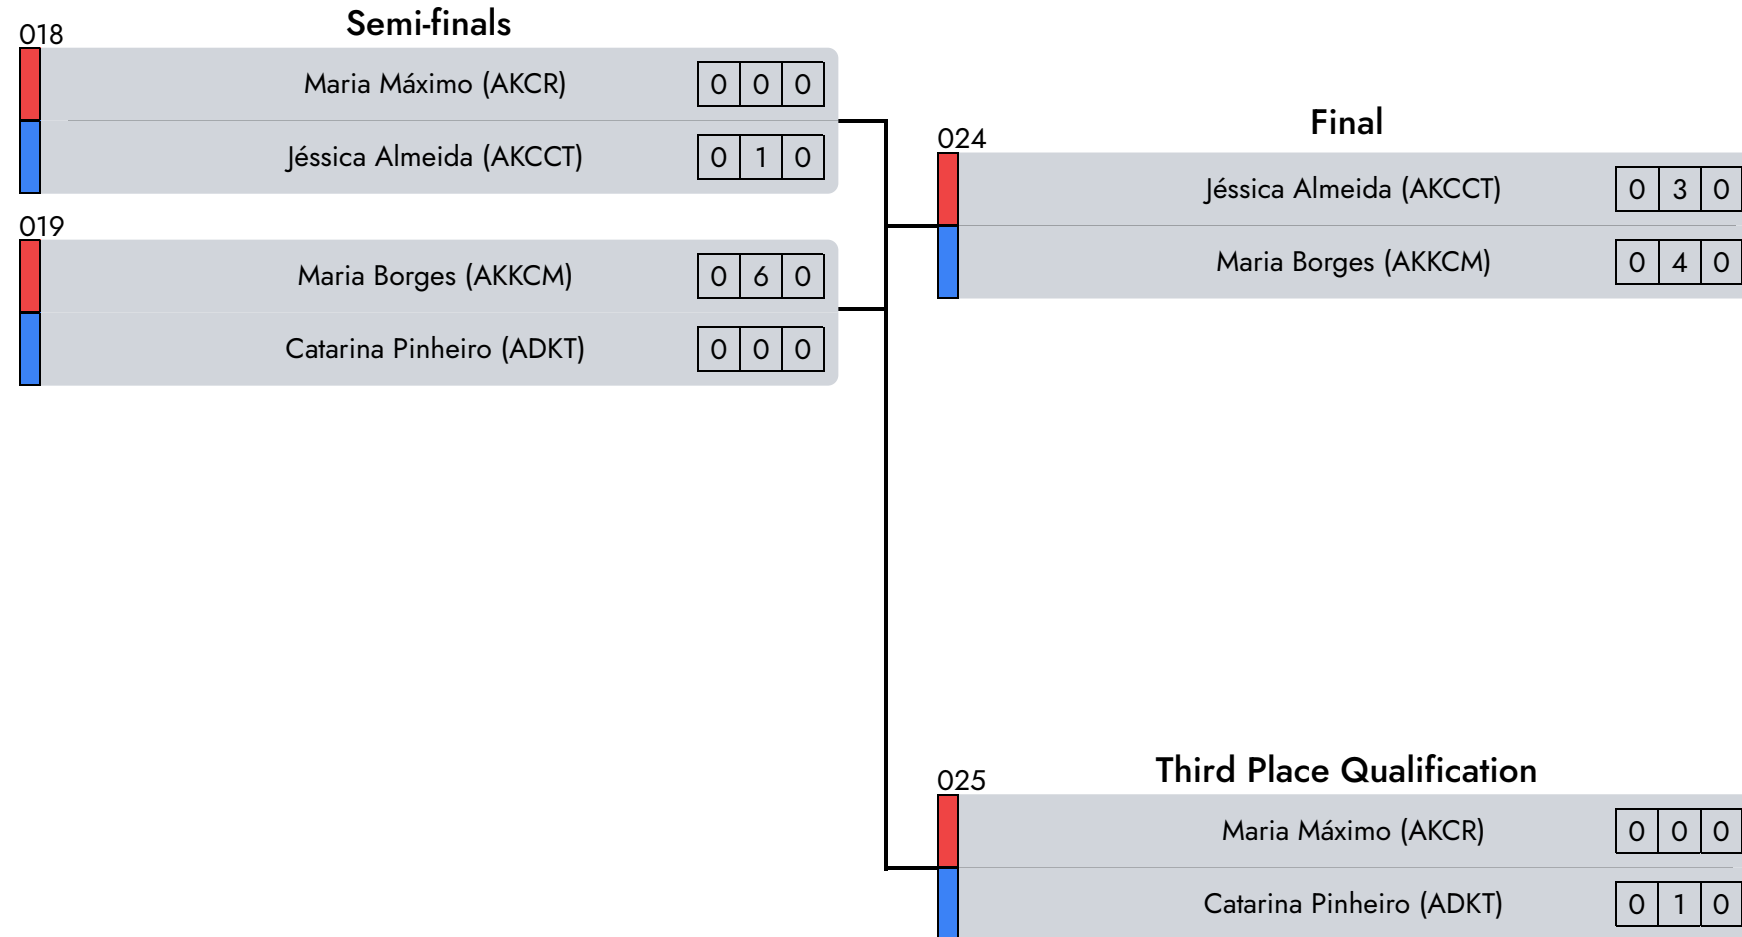 Semi-finals
018
Maria Máximo (AKCR) 0 0 0
Jéssica Almeida (AKCCT) 0 1 0
019
Maria Borges (AKKCM) 0 6 0
Catarina Pinheiro (ADKT) 0 0 0
Final
024
Jéssica Almeida (AKCCT) 0 3 0
Maria Borges (AKKCM) 0 4 0
Third Place Qualification
025
Maria Máximo (AKCR) 0 0 0
Catarina Pinheiro (ADKT) 0 1 0